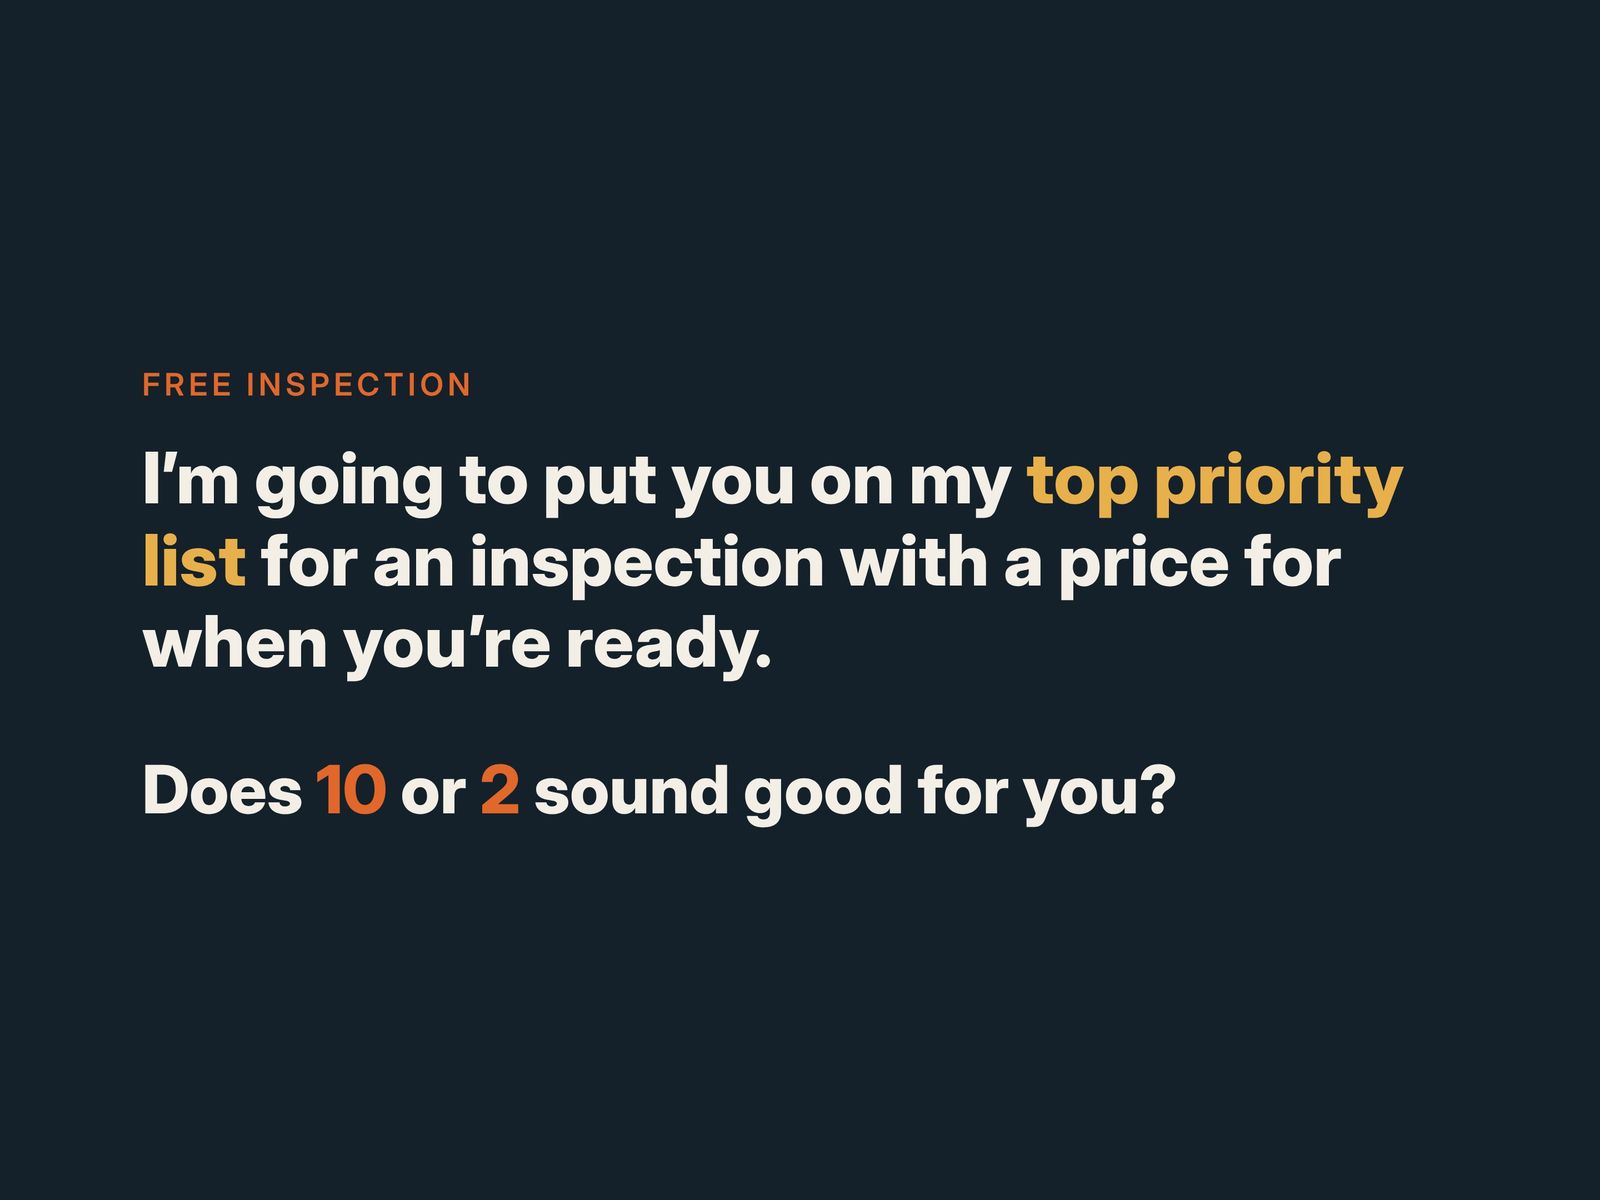 FREE INSPECTION
I’m going to put you on my top priority
list for an inspection with a price for
when you’re ready.
Does 10 or 2 sound good for you?